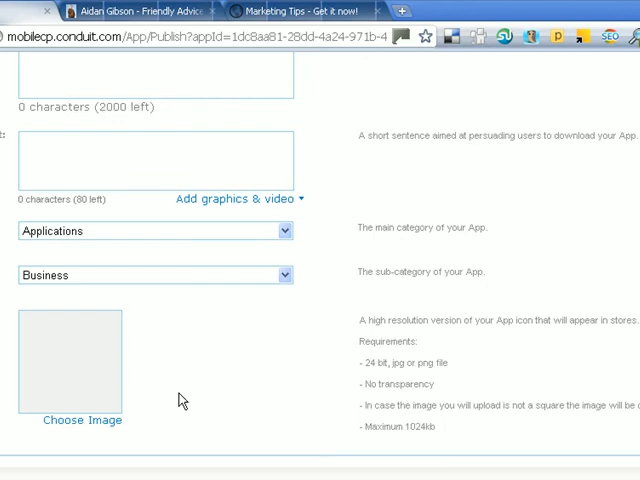 Aidan Gibson - Friendly Advice
Marketing Tips - Get it now!
mobilecp.conduit.com/App/Publish?appId=1dc8aa81-28dd-4a24-971b-4
SEO
0 characters (2000 left)
t:
A short sentence aimed at persuading users to download your App.
0 characters (80 left)
Add graphics & video
Applications
The main category of your App.
Business
The sub-category of your App.
A high resolution version of your App icon that will appear in stores.
Requirements:
- 24 bit, jpg or png file
- No transparency
- In case the image you will upload is not a square the image will be
- Maximum 1024kb
Choose Image